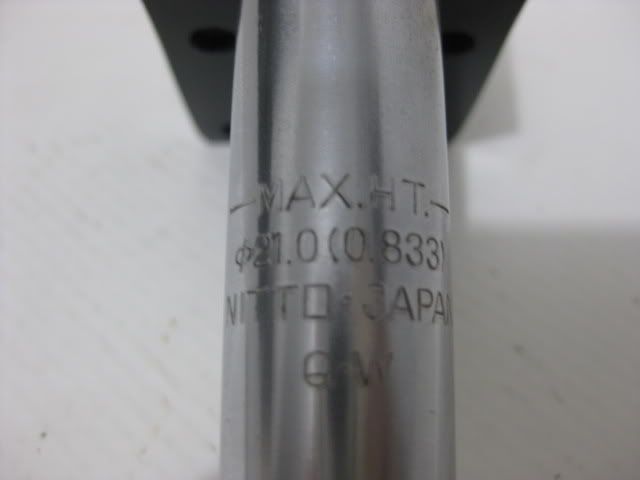 —MAX.HT.—
φ21.0(0.833)
NITTO·JAPAN
G W